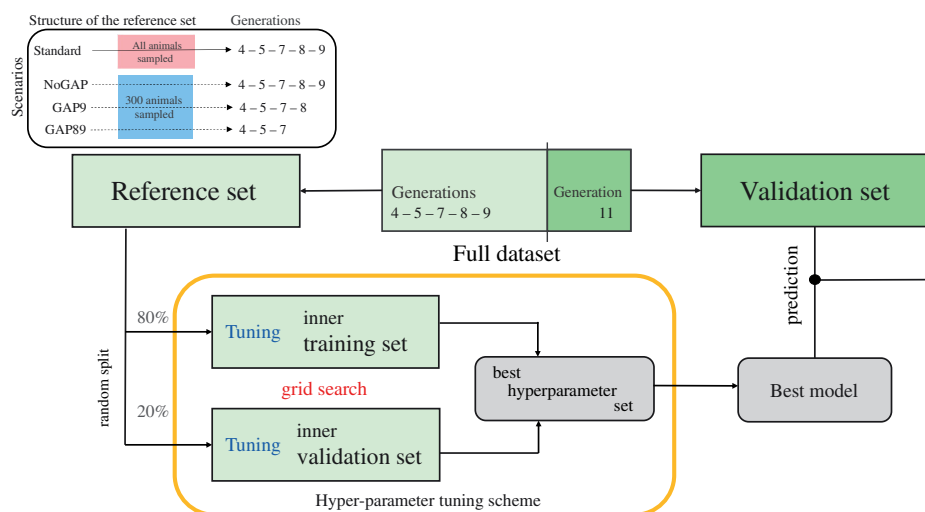 Structure of the reference set
Generations
Scenarios
Standard
All animals
sampled
4 – 5 – 7 – 8 – 9
NoGAP
4 – 5 – 7 – 8 – 9
300 animals
sampled
GAP9
4 – 5 – 7 – 8
GAP89
4 – 5 – 7
Reference set
Generations
4 – 5 – 7 – 8 – 9
Generation
11
Validation set
Full dataset
prediction
random split
80%
Tuning
inner
training set
grid search
20%
Tuning
inner
validation set
best
hyperparameter
set
Best model
Hyper-parameter tuning scheme